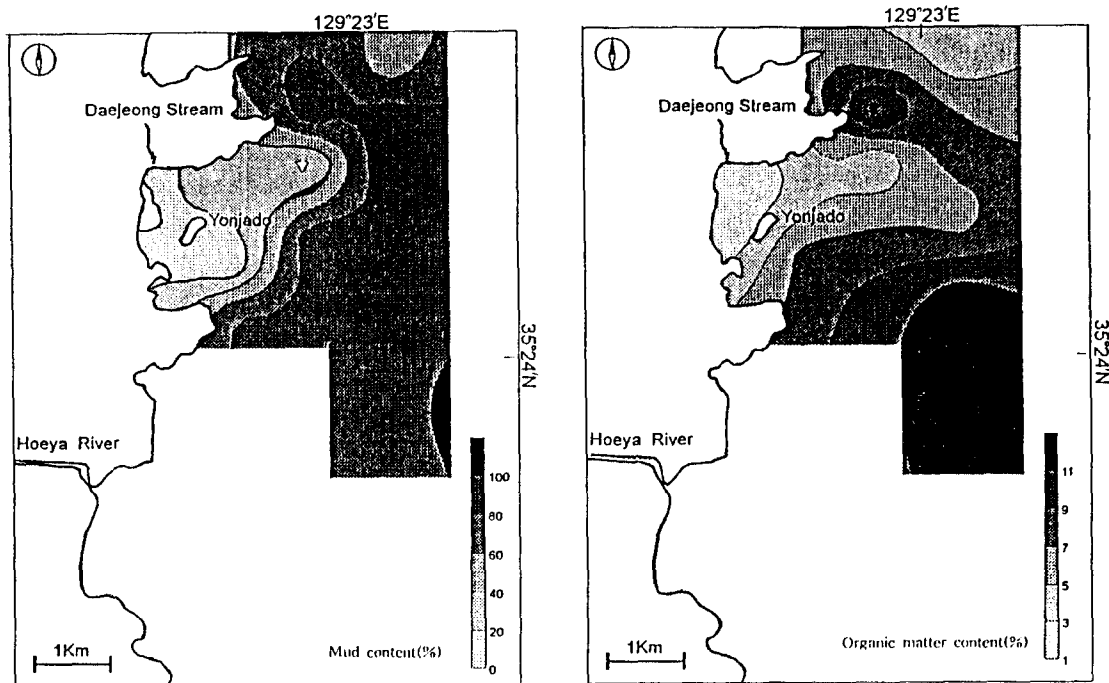 129°23′E
Daejeong Stream
Yonjado
35°24′N
Hoeya River
100
80
60
40
20
0
1Km
Mud content(%)
129°23′E
Daejeong Stream
Yonjado
35°24′N
Hoeya River
11
9
7
5
3
1
1Km
Organic matter content(%)